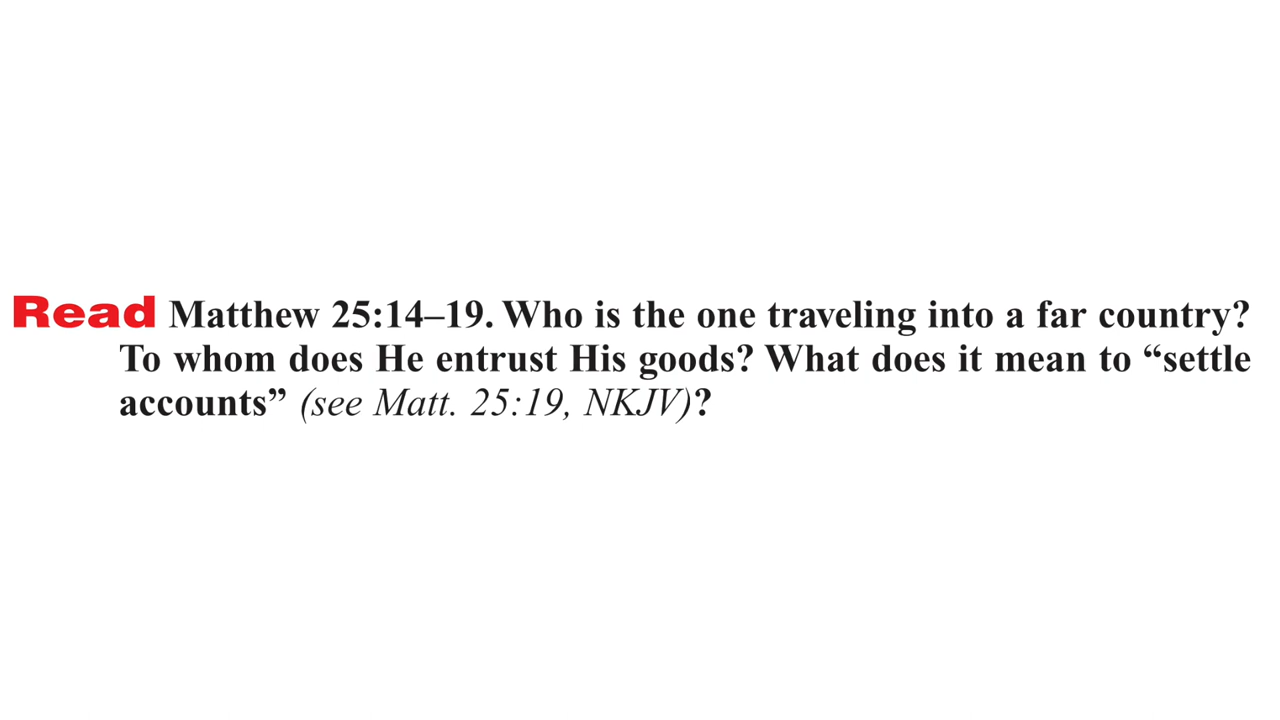 Read Matthew 25:14–19. Who is the one traveling into a far country?
To whom does He entrust His goods? What does it mean to “settle
accounts” (see Matt. 25:19, NKJV)?